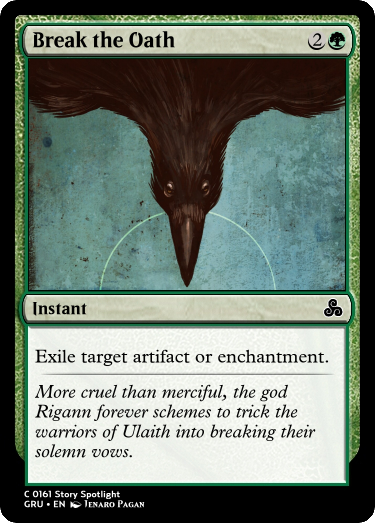 Break the Oath 2
Instant
Exile target artifact or enchantment.
More cruel than merciful, the god
Rigann forever schemes to trick the
warriors of Ulaith into breaking their
solemn vows.
C 0161 Story Spotlight
GRU • EN Jenaro Pagan